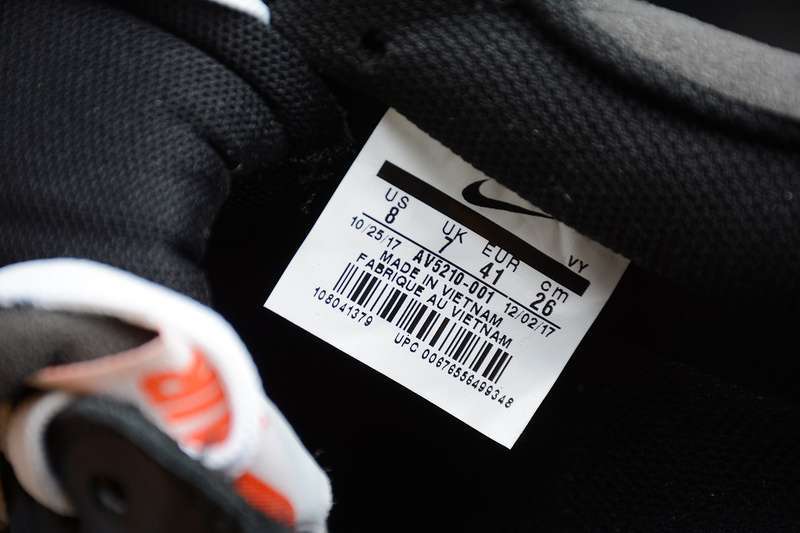 VY
US UK EUR cm
8 7 41 26
10/25/17 AV5210-001 12/02/17
MADE IN VIETNAM
FABRIQUE AU VIETNAM
108041379
UPC 00676556499348
AIR